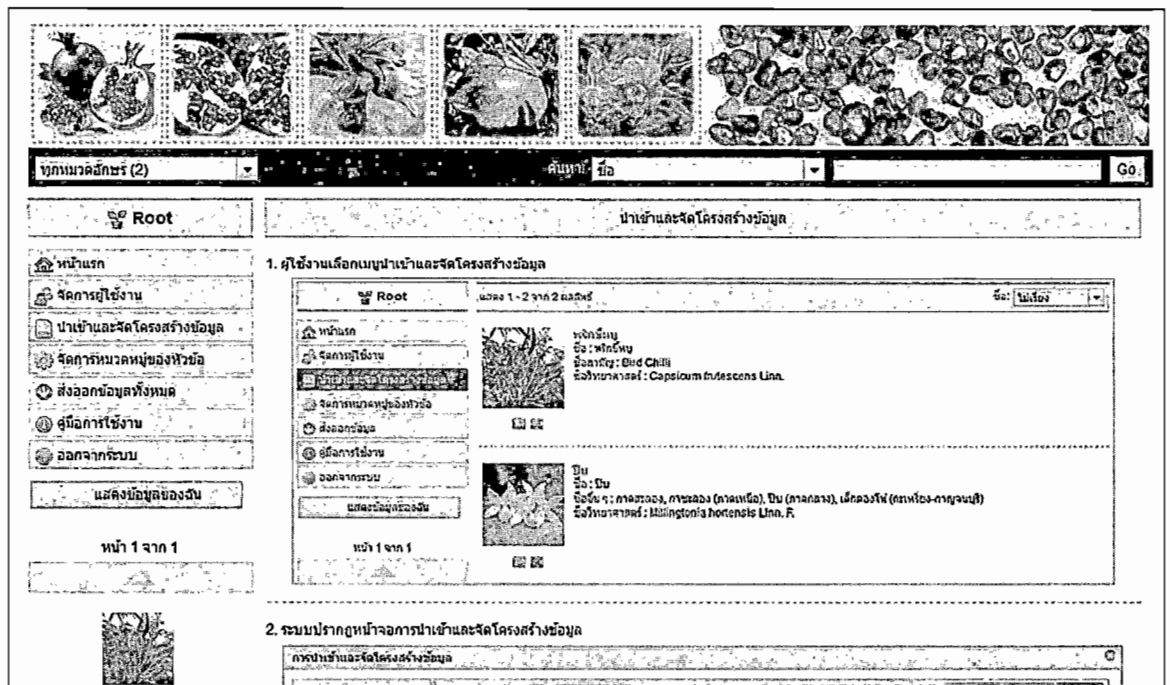 ทุกหมวดอักษร (2)
ค้นหา: ชื่อ
Go
Root
หน้าแรก
จัดการผู้ใช้งาน
นำเข้าและจัดโครงสร้างข้อมูล
จัดการหมวดหมู่ของหัวข้อ
ส่งออกข้อมูลทั้งหมด
คู่มือการใช้งาน
ออกจากระบบ
แสดงข้อมูลของฉัน
หน้า 1 จาก 1
นำเข้าและจัดโครงสร้างข้อมูล
1. ผู้ใช้งานเลือกเมนูนำเข้าและจัดโครงสร้างข้อมูล
Root
หน้าแรก
จัดการผู้ใช้งาน
นำเข้าและจัดโครงสร้างข้อมูล
จัดการหมวดหมู่ของหัวข้อ
ส่งออกข้อมูล
คู่มือการใช้งาน
ออกจากระบบ
แสดงข้อมูลของฉัน
หน้า 1 จาก 1
แสดง 1 - 2 จาก 2 ผลลัพธ์
ชื่อ: ไม่เรียง
พริกขี้หนู
ชื่อ : พริกขี้หนู
ชื่อสามัญ : Bird Chilli
ชื่อวิทยาศาสตร์ : Capsicum frutescens Linn.
ปีบ
ชื่อ : ปีบ
ชื่ออื่น ๆ : กาดสะลอง, กาซะลอง (ภาคเหนือ), ปีบ (ภาคกลาง), เต็กตองโพ่ (กะเหรี่ยง-กาญจนบุรี)
ชื่อวิทยาศาสตร์ : Millingtonia hortensis Linn. F.
2. ระบบปรากฏหน้าจอการนำเข้าและจัดโครงสร้างข้อมูล
การนำเข้าและจัดโครงสร้างข้อมูล